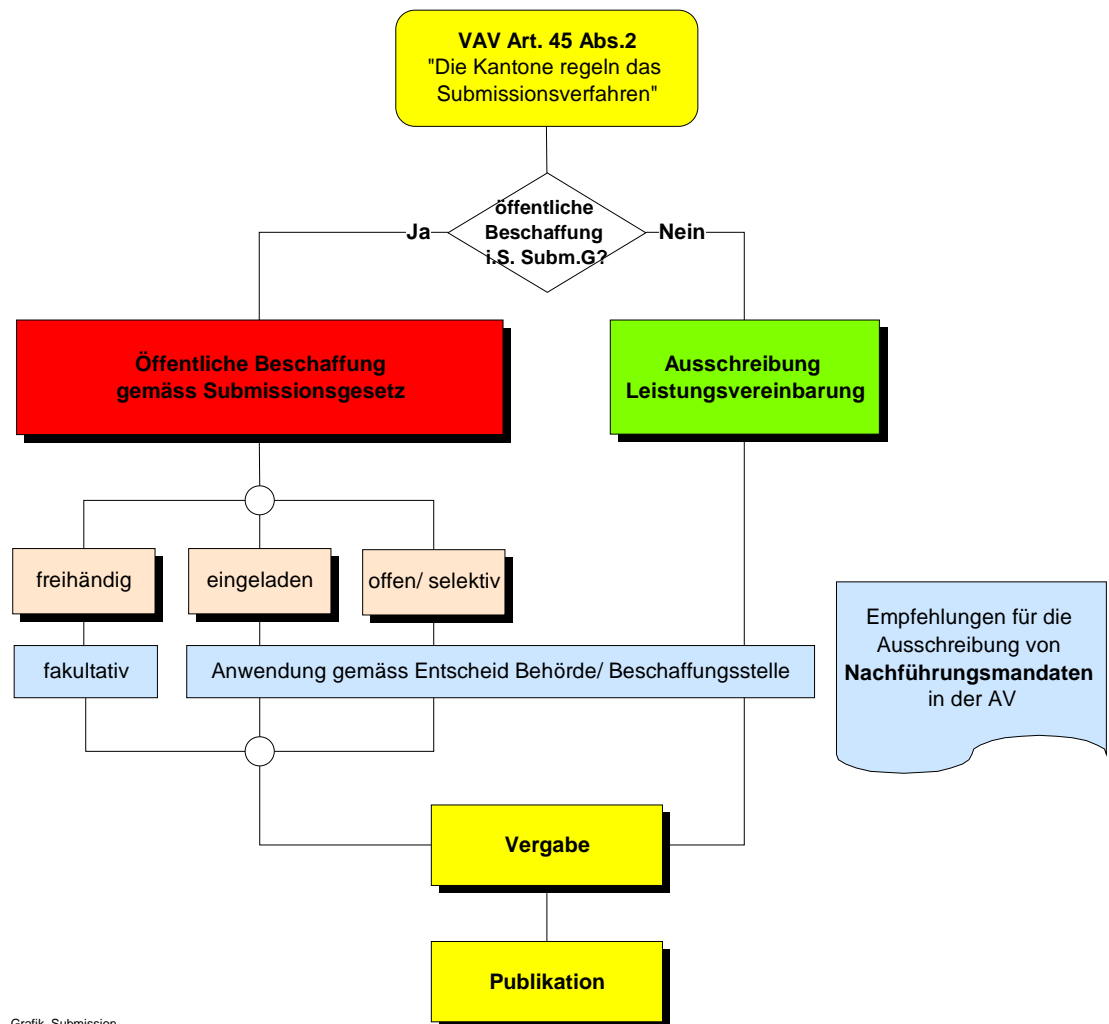 VAV Art. 45 Abs.2
"Die Kantone regeln das
Submissionsverfahren"
öffentliche
Beschaffung
i.S. Subm.G?
Ja
Nein
Öffentliche Beschaffung
gemäss Submissionsgesetz
Ausschreibung
Leistungsvereinbarung
freihändig
eingeladen
offen/ selektiv
fakultativ
Anwendung gemäss Entscheid Behörde/ Beschaffungsstelle
Empfehlungen für die
Ausschreibung von
Nachführungsmandaten
in der AV
Vergabe
Publikation
Grafik_Submission